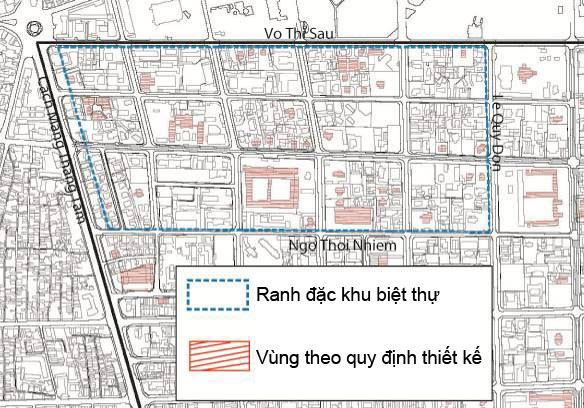 Vo Thi Sau
Cach Mang Thang Tam
Le Quy Don
Ngo Thoi Nhiem
Ranh đặc khu biệt thự
Vùng theo quy định thiết kế